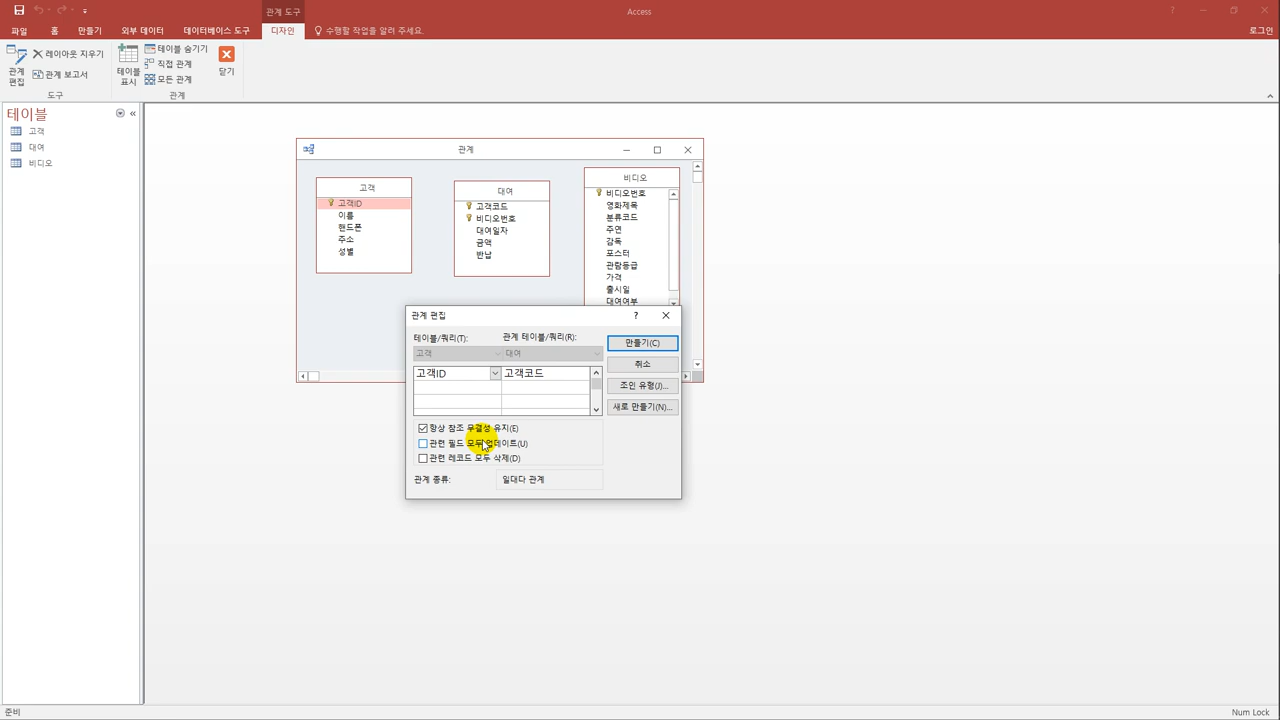 관계 도구
Access
?
파일 홈 만들기 외부 데이터 데이터베이스 도구 디자인 수행할 작업을 알려 주세요.
로그인
관계 편집
레이아웃 지우기
관계 보고서
도구
테이블 표시
테이블 숨기기
직접 관계
모든 관계
닫기
관계
테이블
고객
대여
비디오
관계
고객
고객ID
이름
핸드폰
주소
성별
대여
고객코드
비디오번호
대여일자
금액
반납
비디오
비디오번호
영화제목
분류코드
주연
감독
포스터
관람등급
가격
출시일
대여여부
관계 편집
?
테이블/쿼리(T):
관계 테이블/쿼리(R):
고객
대여
고객ID
고객코드
만들기(C)
취소
조인 유형(J)...
새로 만들기(N)...
항상 참조 무결성 유지(E)
관련 필드 모두 업데이트(U)
관련 레코드 모두 삭제(D)
관계 종류:
일대다 관계
준비
Num Lock